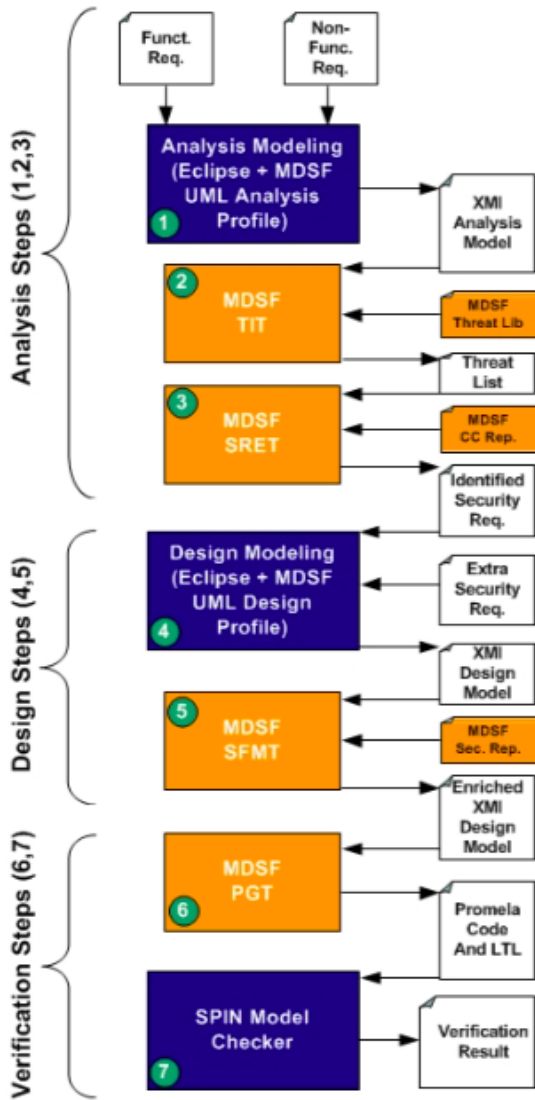 Funct.
Req.
Non-
Func.
Req.
Analysis Steps (1,2,3)
Analysis Modeling
(Eclipse + MDSF
UML Analysis
Profile)
1
XMI
Analysis
Model
2
MDSF
TIT
MDSF
Threat Lib
Threat
List
3
MDSF
SRET
MDSF
CC Rep.
Identified
Security
Req.
Design Steps (4,5)
Design Modeling
(Eclipse + MDSF
UML Design
Profile)
4
Extra
Security
Req.
XMI
Design
Model
5
MDSF
SFMT
MDSF
Sec. Rep.
Enriched
XMI
Design
Model
Verification Steps (6,7)
MDSF
PGT
6
Promela
Code
And LTL
SPIN Model
Checker
7
Verification
Result